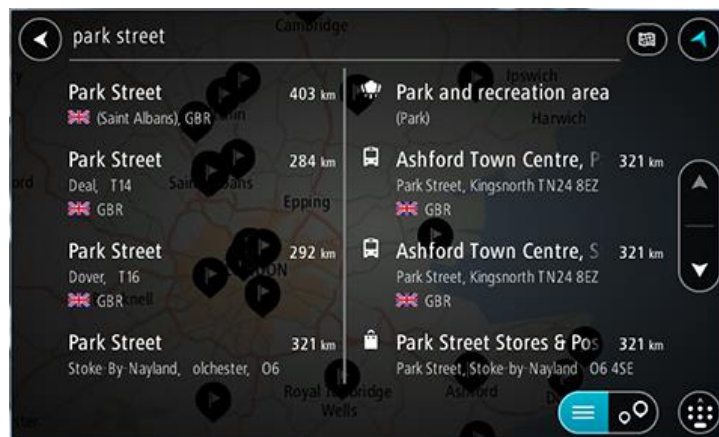 park street
Park Street
403 km
(Saint Albans), GBR
Park Street
284 km
Deal, T14
GBR
Park Street
292 km
Dover, T16
GBR
Park Street
321 km
Stoke-By-Nayland, olchester, O6
Park and recreation area
(Park)
Ashford Town Centre, P
321 km
Park Street, Kingsnorth TN24 8EZ
GBR
Ashford Town Centre, S
321 km
Park Street, Kingsnorth TN24 8EZ
GBR
Park Street Stores & Pos
321 km
Park Street, Stoke-by-Nayland O6 4SE
Cambridge
Ipswich
Harwich
Epping
Ashford
Wells